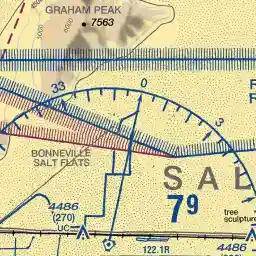 GRAHAM PEAK
7563
33
0
3
R
R
BONNEVILLE
SALT FLATS
SAL
79
4486
(270)
UC
4486
(2
tree
sculpture
122.1R